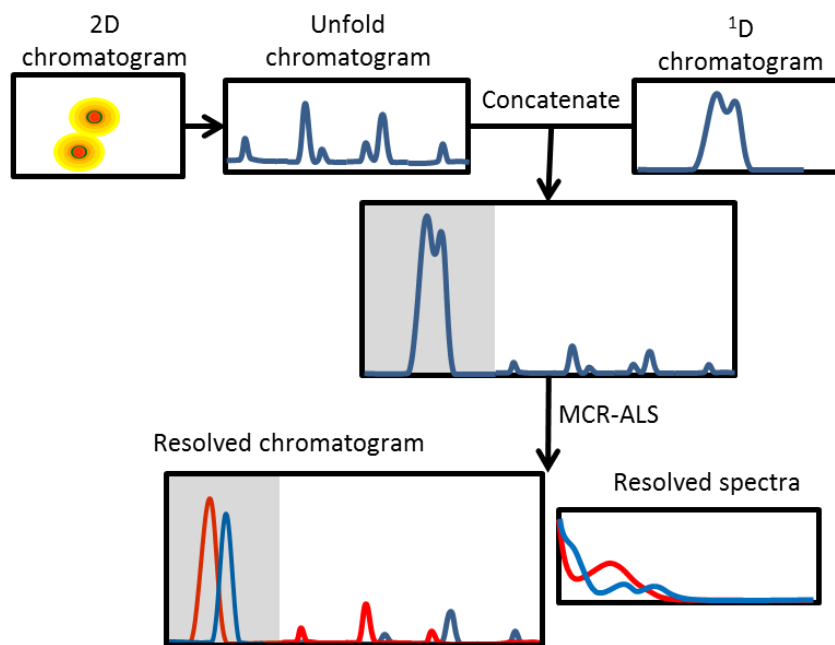 2D
chromatogram
Unfold
chromatogram
¹D
chromatogram
Concatenate
MCR-ALS
Resolved chromatogram
Resolved spectra